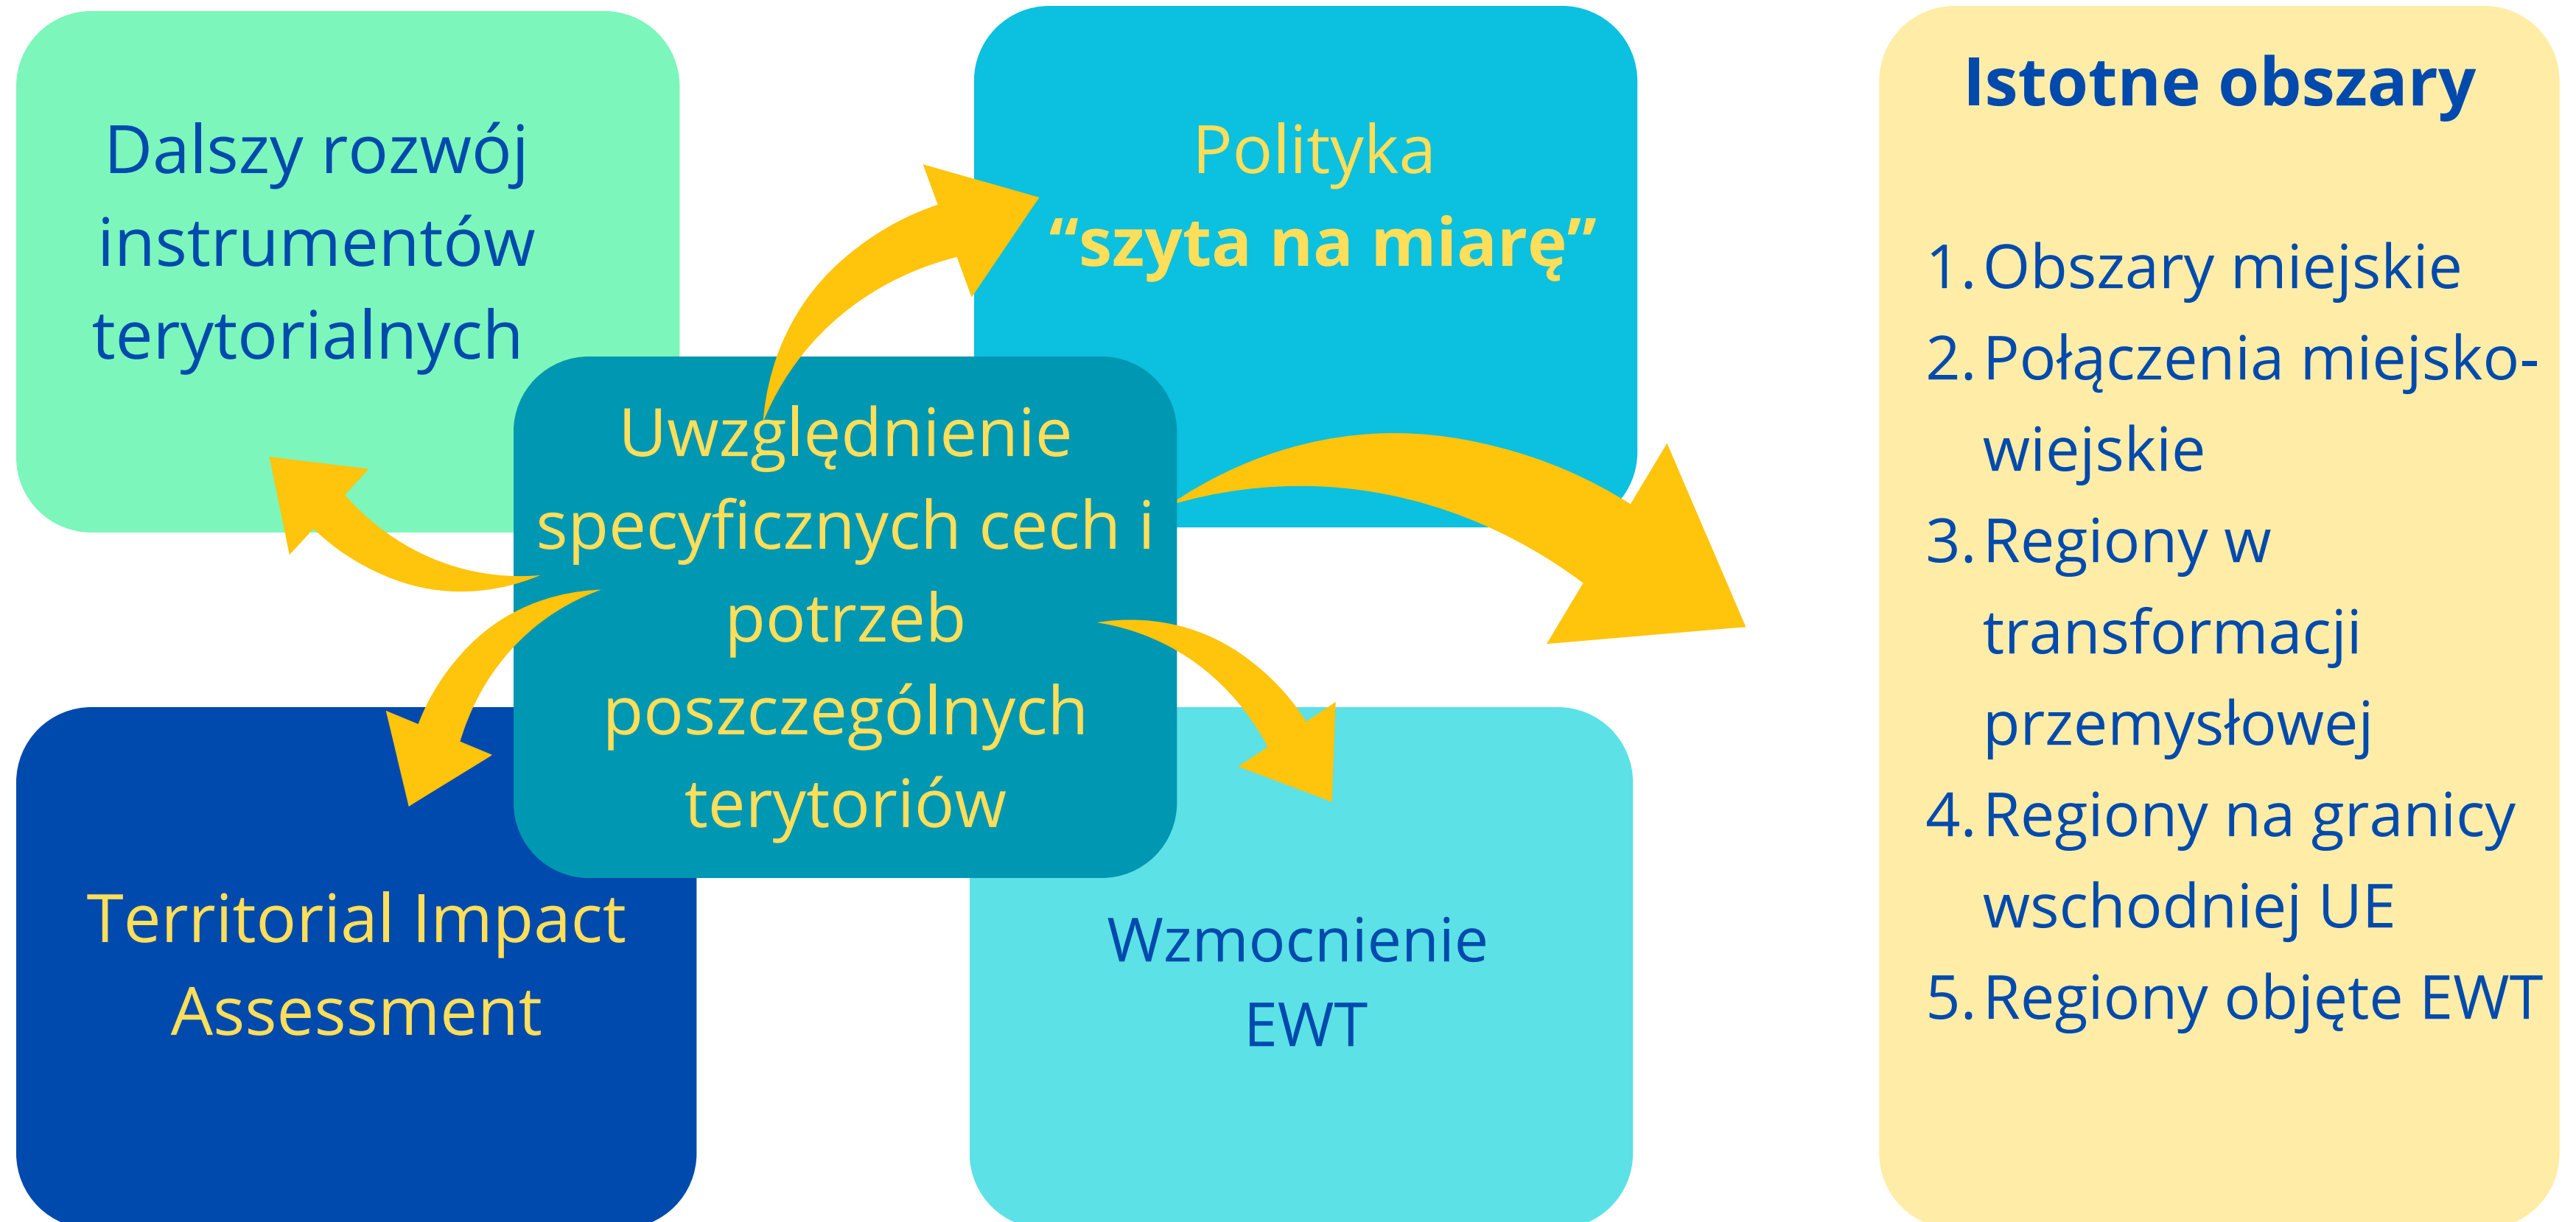 Dalszy rozwój
instrumentów
terytorialnych
Polityka
“szyta na miarę”
Uwzględnienie
specyficznych cech i
potrzeb
poszczególnych
terytoriów
Territorial Impact
Assessment
Wzmocnienie
EWT
Istotne obszary
1. Obszary miejskie
2. Połączenia miejsko-
wiejskie
3. Regiony w
transformacji
przemysłowej
4. Regiony na granicy
wschodniej UE
5. Regiony objęte EWT